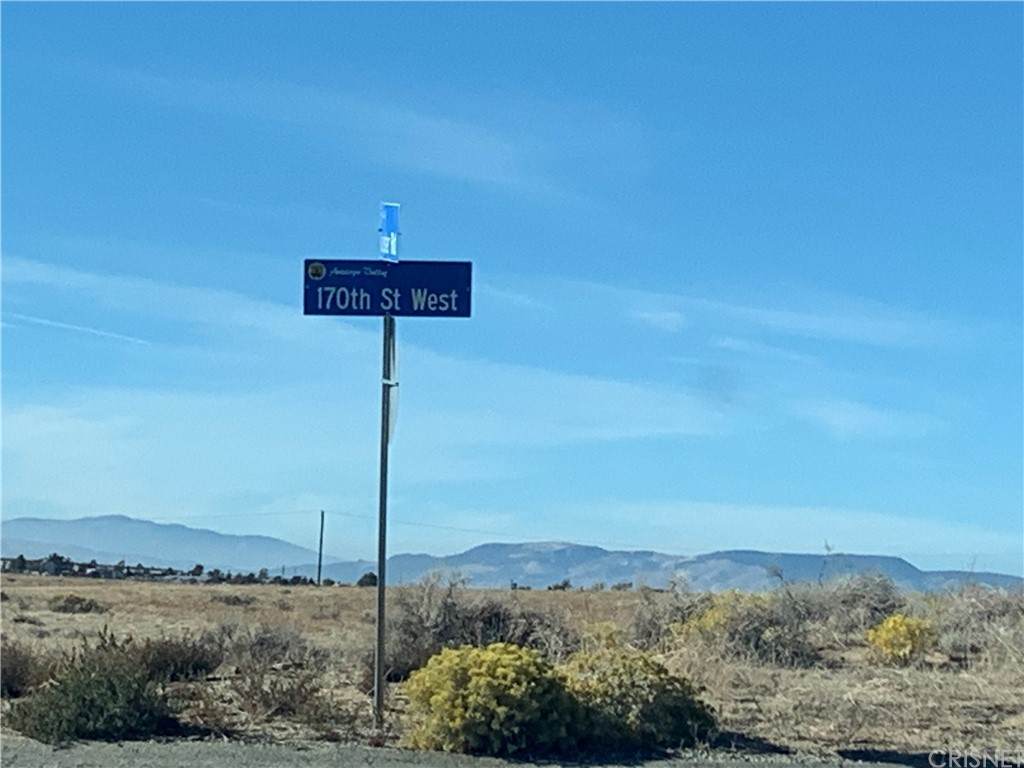 Antelope Valley
170th St West
CRISNET